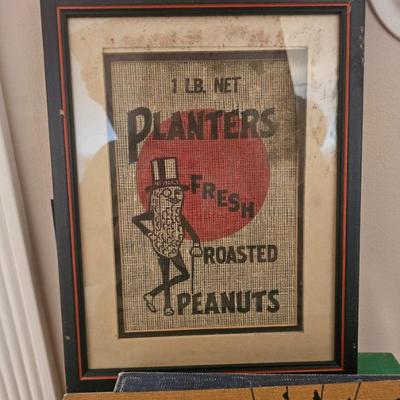 1 LB. NET
PLANTERS
FRESH
ROASTED
PEANUTS